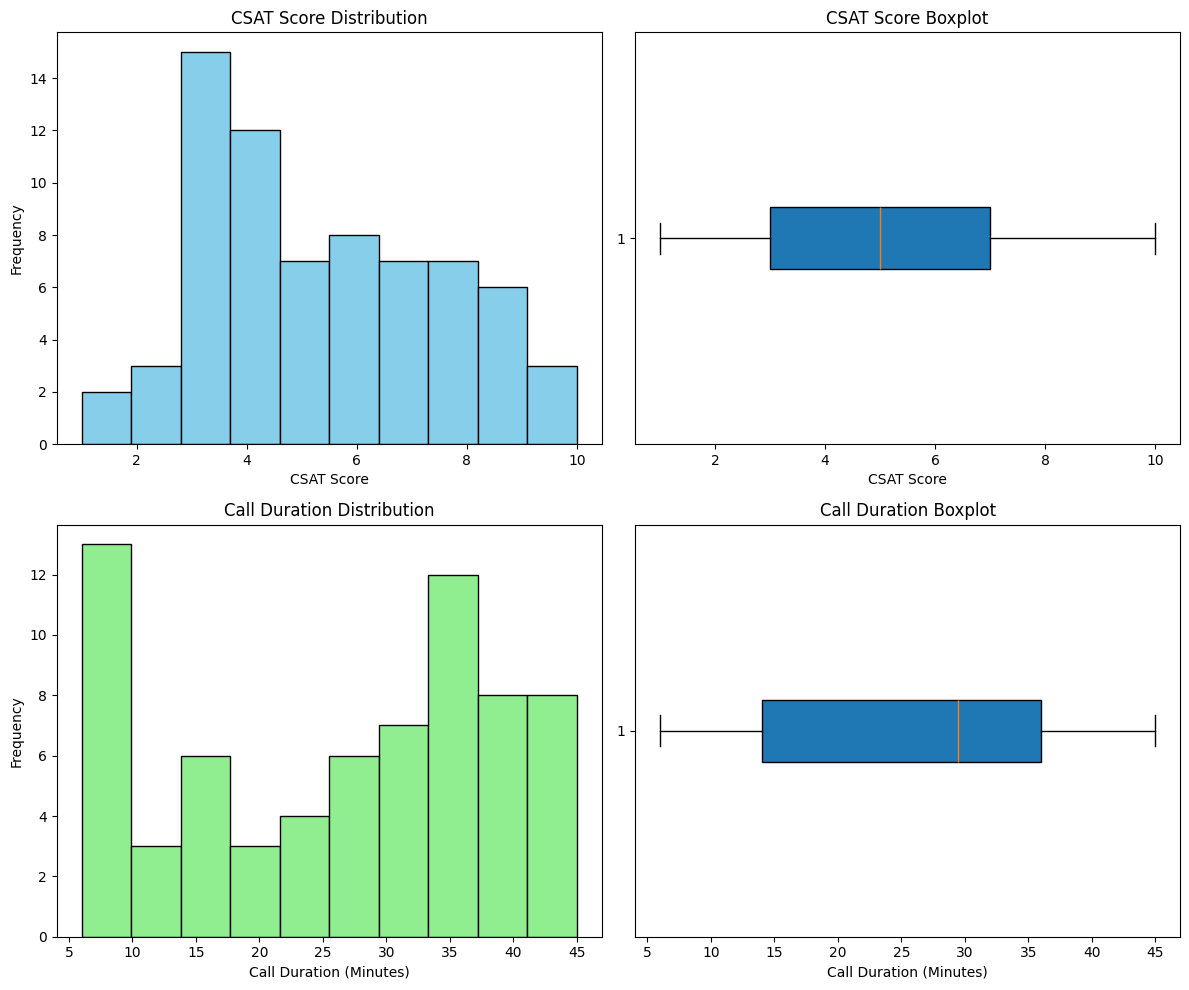 CSAT Score Distribution
14
12
10
8
6
4
2
0
Frequency
2 4 6 8 10
CSAT Score
CSAT Score Boxplot
1
2 4 6 8 10
CSAT Score
Call Duration Distribution
12
10
8
6
4
2
0
Frequency
5 10 15 20 25 30 35 40 45
Call Duration (Minutes)
Call Duration Boxplot
1
5 10 15 20 25 30 35 40 45
Call Duration (Minutes)